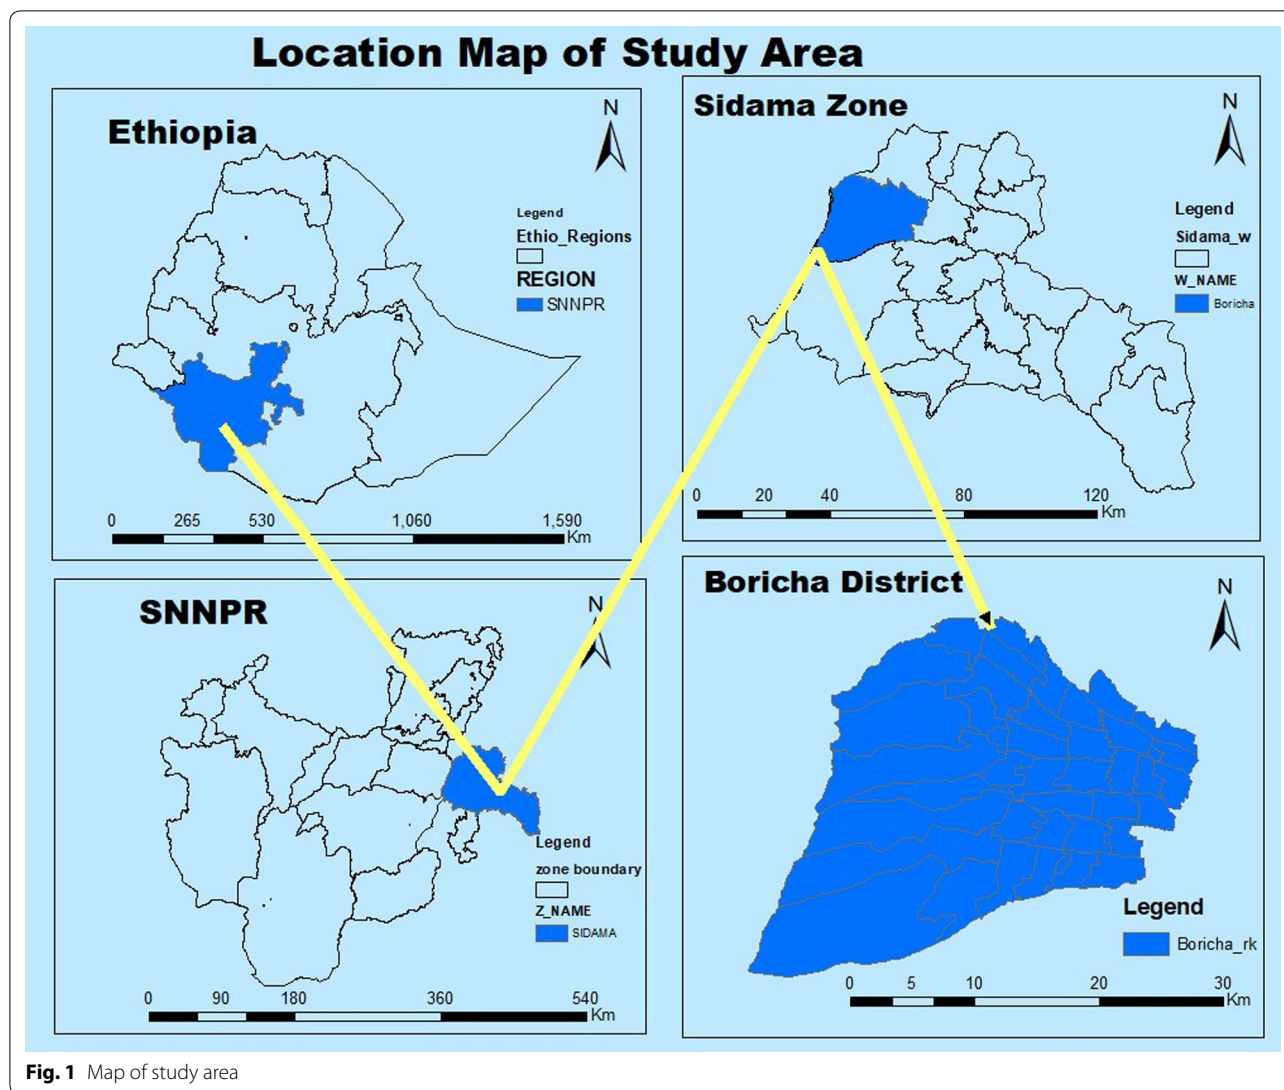 Location Map of Study Area
Ethiopia
N
Legend
Ethio_Regions
REGION
SNNPR
0 265 530 1,060 1,590
Km
Sidama Zone
N
Legend
Sidama_w
W_NAME
Boricha
0 20 40 80 120
Km
SNNPR
N
Legend
zone boundary
Z_NAME
SIDAMA
0 90 180 360 540
Km
Boricha District
N
Legend
Boricha_rk
0 5 10 20 30
Km
Fig. 1 Map of study area